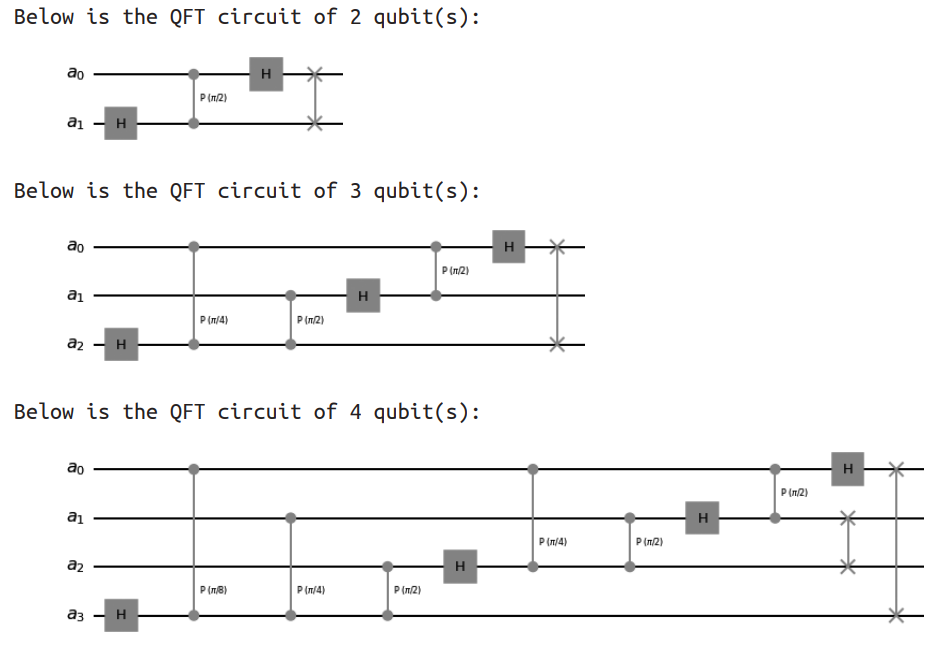 Below is the QFT circuit of 2 qubit(s):
a₀ H
P (π/2)
a₁ H
Below is the QFT circuit of 3 qubit(s):
a₀ H
P (π/2)
a₁ H
P (π/4) P (π/2)
a₂ H
Below is the QFT circuit of 4 qubit(s):
a₀ H
P (π/2)
a₁ H
P (π/4) P (π/2)
a₂ H
P (π/8) P (π/4) P (π/2)
a₃ H